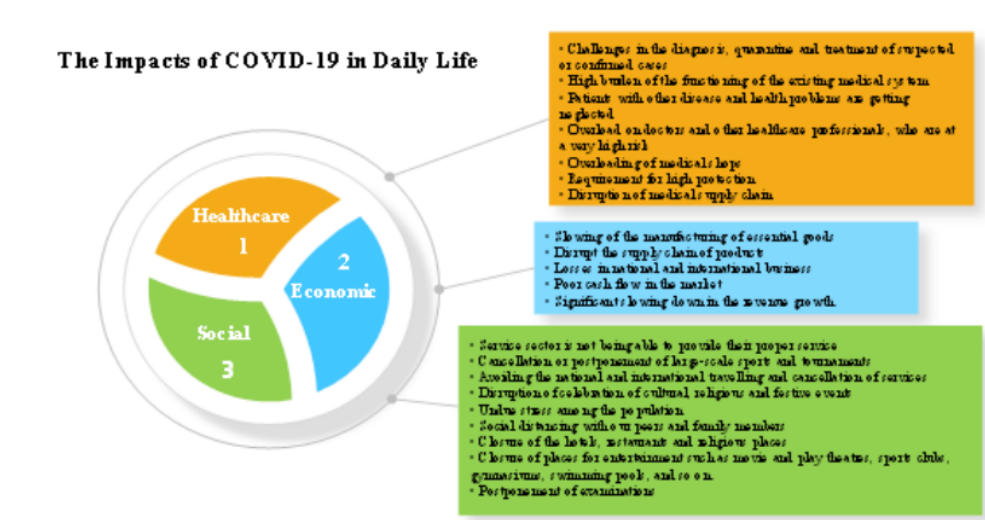 The Impacts of COVID-19 in Daily Life
• Challenges in the diagnosis, quarantine and treatment of suspected
or confirmed cases
• High burden of the functioning of the existing medical system
• Patients with other disease and health problems are getting
neglected
• Overload on doctors and other healthcare professionals, who are at
a very high risk
• Overloading of medical shops
• Requirement for high protection
• Disruption of medical supply chain
Healthcare
1
2
Economic
Social
3
• Slowing of the manufacturing of essential goods
• Disrupt the supply chain of products
• Losses in national and international business
• Poor cash flow in the market
• Significant slowing down in the revenue growth
• Service sector is not being able to provide their proper service
• Cancellation or postponement of large-scale sports and tournaments
• Avoiding the national and international travelling and cancellation of services
• Disruption of celebration of cultural, religious and festive events
• Undue stress among the population
• Social distancing with our peers and family members
• Closure of the hotels, restaurants and religious places
• Closure of places for entertainment such as movie and play theatres, sports clubs,
gymnasiums, swimming pools, and so on
• Postponement of examinations